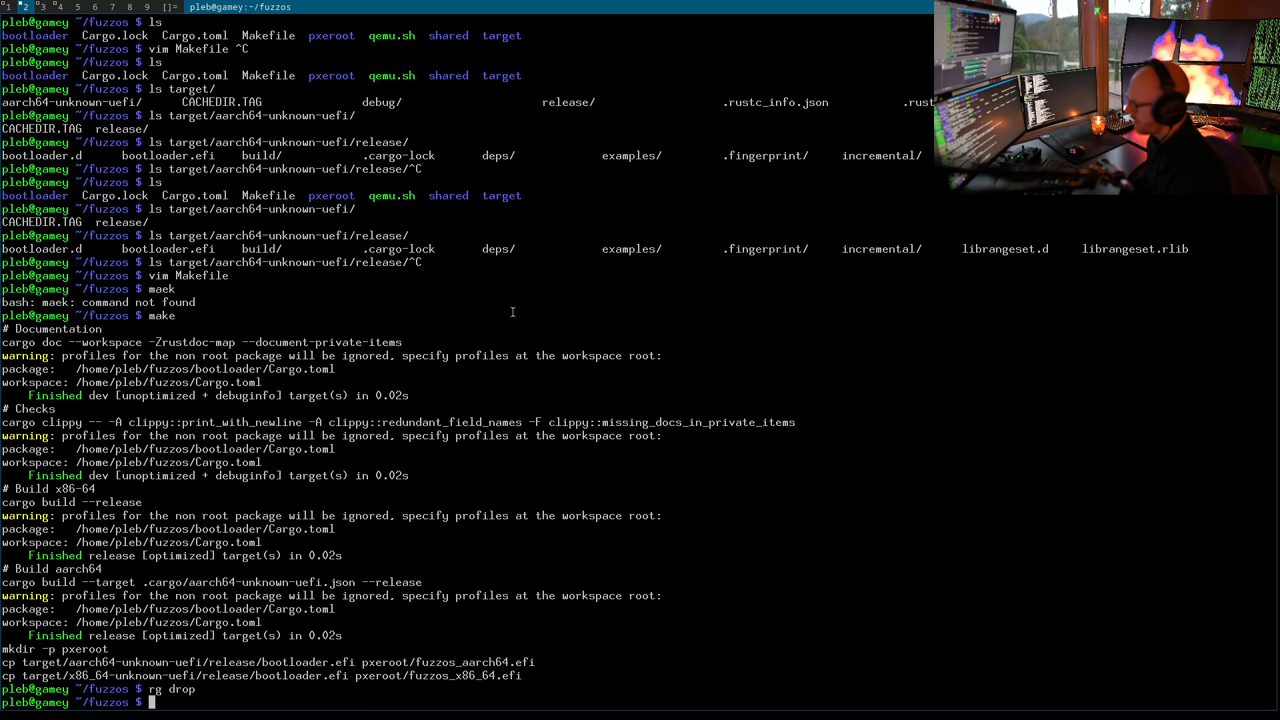 1 2 3 4 5 6 7 8 9 []= pleb@gamey:~/fuzzos
pleb@gamey ~/fuzzos $ ls
bootloader Cargo.lock Cargo.toml Makefile pxeroot qemu.sh shared target
pleb@gamey ~/fuzzos $ vim Makefile ^C
pleb@gamey ~/fuzzos $ ls
bootloader Cargo.lock Cargo.toml Makefile pxeroot qemu.sh shared target
pleb@gamey ~/fuzzos $ ls target/
aarch64-unknown-uefi/ CACHEDIR.TAG debug/ release/ .rustc_info.json .rust
pleb@gamey ~/fuzzos $ ls target/aarch64-unknown-uefi/
CACHEDIR.TAG release/
pleb@gamey ~/fuzzos $ ls target/aarch64-unknown-uefi/release/
bootloader.d bootloader.efi build/ .cargo-lock deps/ examples/ .fingerprint/ incremental/
pleb@gamey ~/fuzzos $ ls target/aarch64-unknown-uefi/release/^C
pleb@gamey ~/fuzzos $ ls
bootloader Cargo.lock Cargo.toml Makefile pxeroot qemu.sh shared target
pleb@gamey ~/fuzzos $ ls target/aarch64-unknown-uefi/
CACHEDIR.TAG release/
pleb@gamey ~/fuzzos $ ls target/aarch64-unknown-uefi/release/
bootloader.d bootloader.efi build/ .cargo-lock deps/ examples/ .fingerprint/ incremental/ librangeset.d librangeset.rlib
pleb@gamey ~/fuzzos $ ls target/aarch64-unknown-uefi/release/^C
pleb@gamey ~/fuzzos $ vim Makefile
pleb@gamey ~/fuzzos $ maek
bash: maek: command not found
pleb@gamey ~/fuzzos $ make
# Documentation
cargo doc --workspace -Zrustdoc-map --document-private-items
warning: profiles for the non root package will be ignored, specify profiles at the workspace root:
package: /home/pleb/fuzzos/bootloader/Cargo.toml
workspace: /home/pleb/fuzzos/Cargo.toml
Finished dev [unoptimized + debuginfo] target(s) in 0.02s
# Checks
cargo clippy -- -A clippy::print_with_newline -A clippy::redundant_field_names -F clippy::missing_docs_in_private_items
warning: profiles for the non root package will be ignored, specify profiles at the workspace root:
package: /home/pleb/fuzzos/bootloader/Cargo.toml
workspace: /home/pleb/fuzzos/Cargo.toml
Finished dev [unoptimized + debuginfo] target(s) in 0.02s
# Build x86-64
cargo build --release
warning: profiles for the non root package will be ignored, specify profiles at the workspace root:
package: /home/pleb/fuzzos/bootloader/Cargo.toml
workspace: /home/pleb/fuzzos/Cargo.toml
Finished release [optimized] target(s) in 0.02s
# Build aarch64
cargo build --target .cargo/aarch64-unknown-uefi.json --release
warning: profiles for the non root package will be ignored, specify profiles at the workspace root:
package: /home/pleb/fuzzos/bootloader/Cargo.toml
workspace: /home/pleb/fuzzos/Cargo.toml
Finished release [optimized] target(s) in 0.02s
mkdir -p pxeroot
cp target/aarch64-unknown-uefi/release/bootloader.efi pxeroot/fuzzos_aarch64.efi
cp target/x86_64-unknown-uefi/release/bootloader.efi pxeroot/fuzzos_x86_64.efi
pleb@gamey ~/fuzzos $ rg drop
pleb@gamey ~/fuzzos $